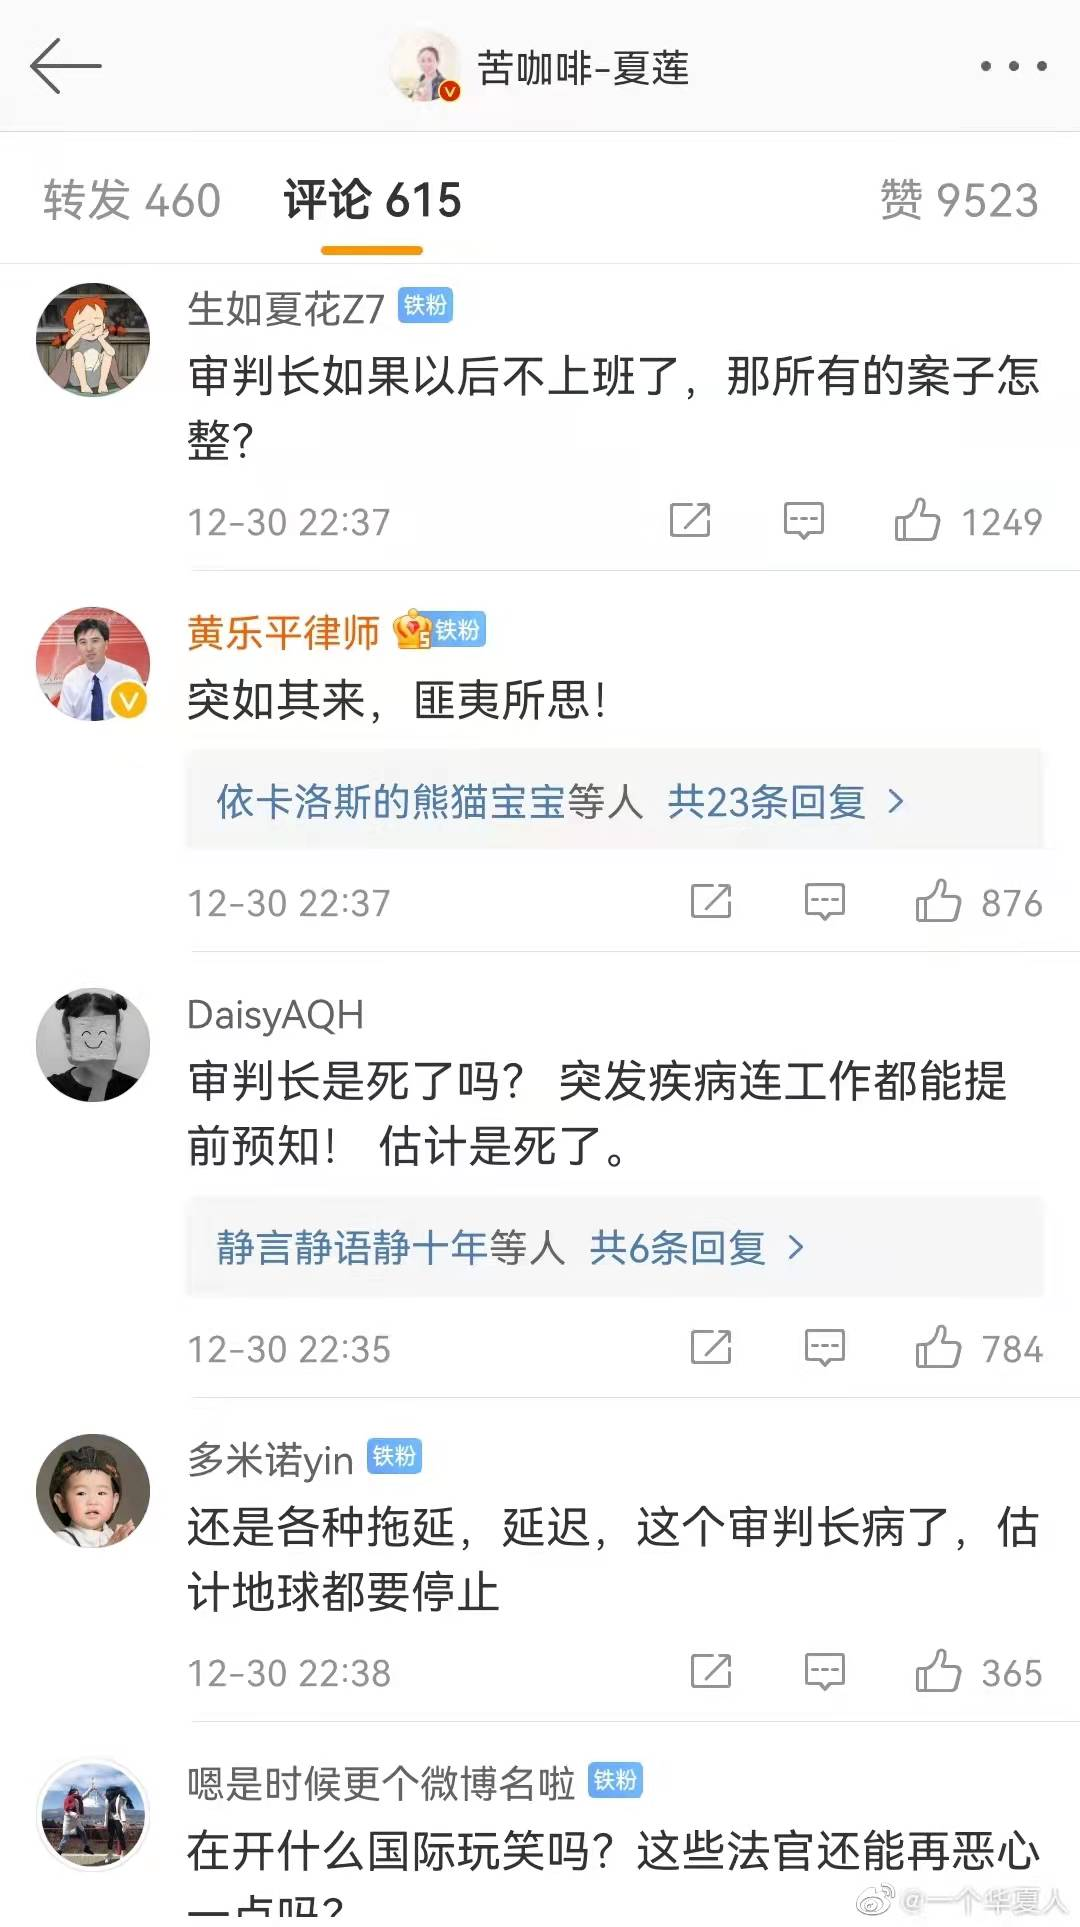 苦咖啡-夏莲
转发 460 评论 615 赞 9523
生如夏花Z7 铁粉
审判长如果以后不上班了，那所有的案子怎
整？
12-30 22:37 1249
黄乐平律师 5 铁粉
突如其来，匪夷所思！
依卡洛斯的熊猫宝宝等人 共23条回复 >
12-30 22:37 876
DaisyAQH
审判长是死了吗？ 突发疾病连工作都能提
前预知！ 估计是死了。
静言静语静十年等人 共6条回复 >
12-30 22:35 784
多米诺yin 铁粉
还是各种拖延，延迟，这个审判长病了，估
计地球都要停止
12-30 22:38 365
嗯是时候更个微博名啦 铁粉
在开什么国际玩笑吗？这些法官还能再恶心
一点吗？
@一个华夏人